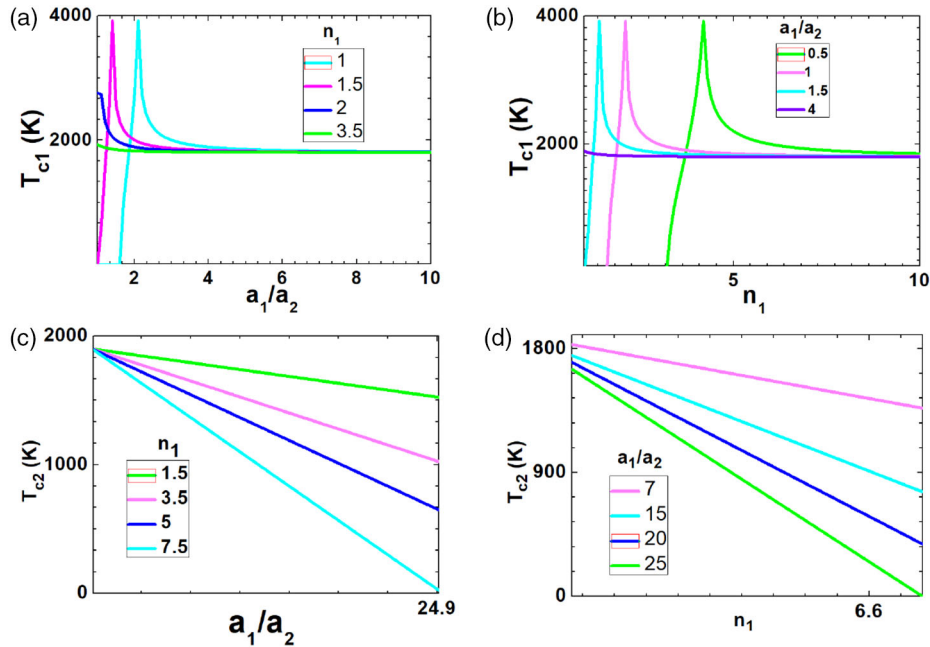 (a)
4000
2000
T_c1 (K)
n_1
1
1.5
2
3.5
2 4 6 8 10
a_1/a_2
(b)
4000
2000
T_c1 (K)
a_1/a_2
0.5
1
1.5
4
5 10
n_1
(c)
2000
1000
0
T_c2 (K)
n_1
1.5
3.5
5
7.5
24.9
a_1/a_2
(d)
1800
900
0
T_c2 (K)
a_1/a_2
7
15
20
25
6.6
n_1